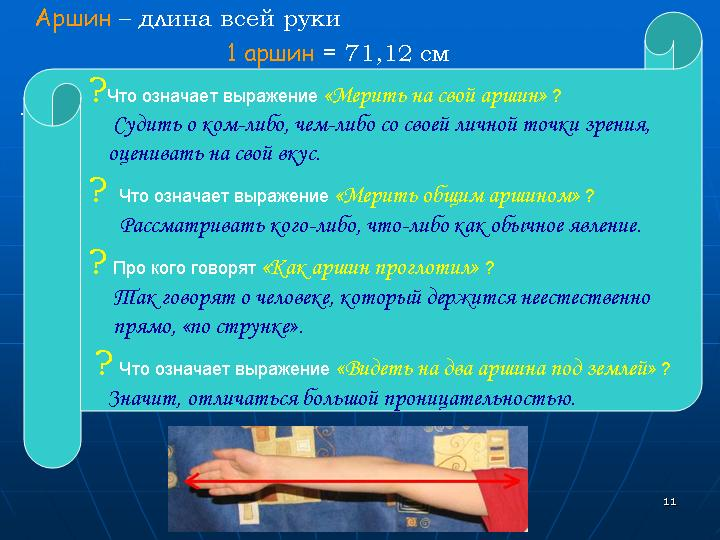 Аршин – длина всей руки
1 аршин = 71,12 см
?Что означает выражение «Мерить на свой аршин» ?
Судить о ком-либо, чем-либо со своей личной точки зрения,
оценивать на свой вкус.
? Что означает выражение «Мерить общим аршином» ?
Рассматривать кого-либо, что-либо как обычное явление.
? Про кого говорят «Как аршин проглотил» ?
Так говорят о человеке, который держится неестественно
прямо, «по струнке».
? Что означает выражение «Видеть на два аршина под землей» ?
Значит, отличаться большой проницательностью.
11